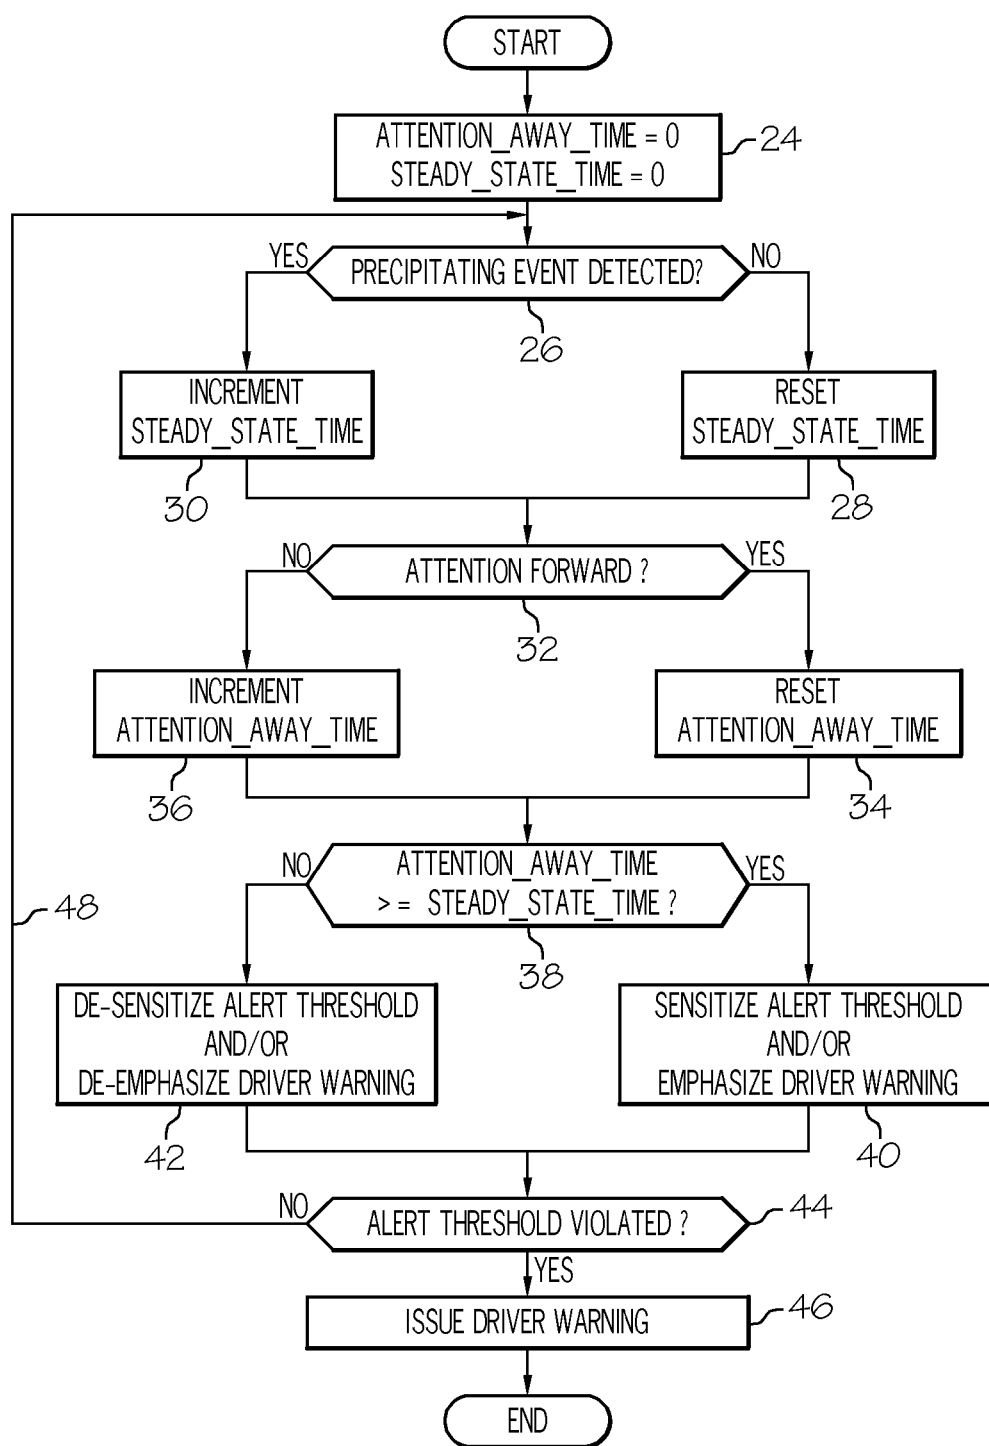 START
ATTENTION_AWAY_TIME = 0
STEADY_STATE_TIME = 0
24
YES
PRECIPITATING EVENT DETECTED?
NO
26
INCREMENT
STEADY_STATE_TIME
30
RESET
STEADY_STATE_TIME
28
NO
ATTENTION FORWARD ?
YES
32
INCREMENT
ATTENTION_AWAY_TIME
36
RESET
ATTENTION_AWAY_TIME
34
NO
ATTENTION_AWAY_TIME
> = STEADY_STATE_TIME ?
YES
38
48
DE-SENSITIZE ALERT THRESHOLD
AND/OR
DE-EMPHASIZE DRIVER WARNING
42
SENSITIZE ALERT THRESHOLD
AND/OR
EMPHASIZE DRIVER WARNING
40
NO
ALERT THRESHOLD VIOLATED ?
44
YES
ISSUE DRIVER WARNING
46
END